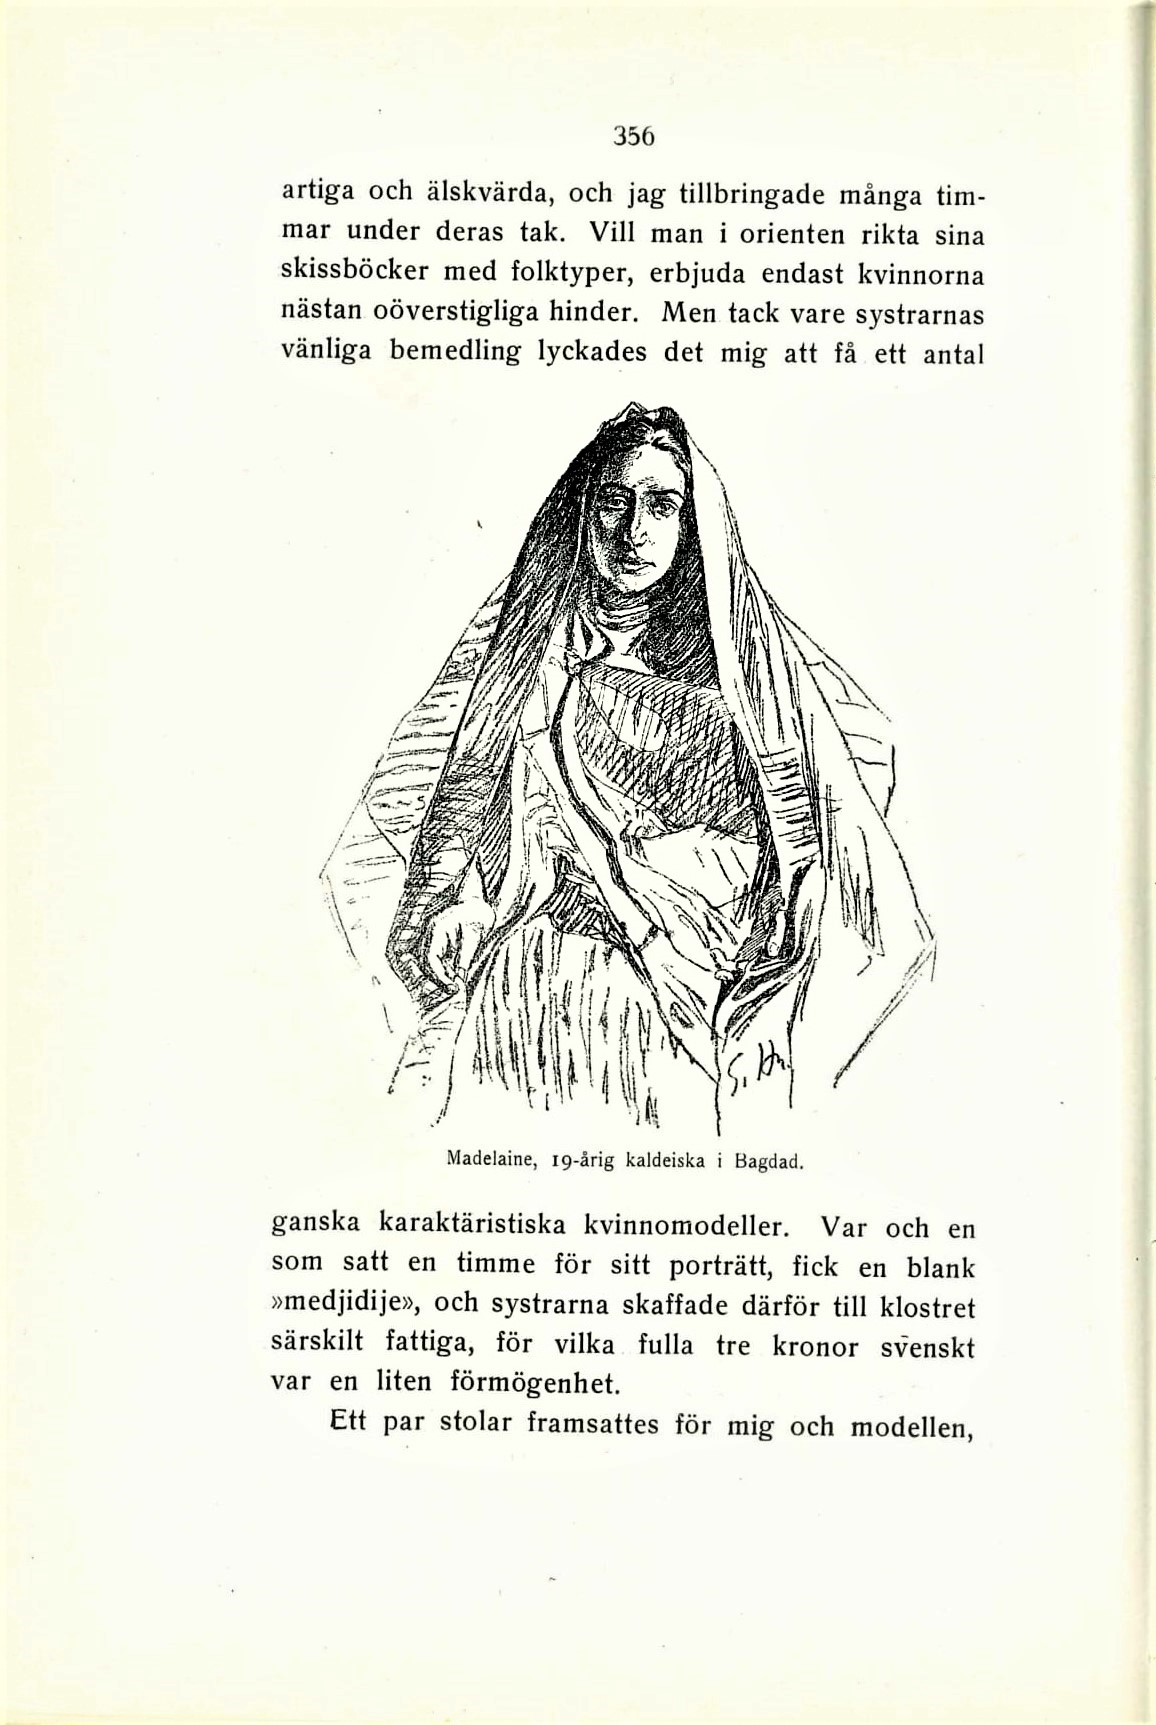 356
artiga och älskvärda, och jag tillbringade många tim-
mar under deras tak. Vill man i orienten rikta sina
skissböcker med folktyper, erbjuda endast kvinnorna
nästan oöverstigliga hinder. Men tack vare systrarnas
vänliga bemedling lyckades det mig att få ett antal
S. Hn.
Madelaine, 19-årig kaldeiska i Bagdad.
ganska karaktäristiska kvinnomodeller. Var och en
som satt en timme för sitt porträtt, fick en blank
»medjidije», och systrarna skaffade därför till klostret
särskilt fattiga, för vilka fulla tre kronor svenskt
var en liten förmögenhet.
Ett par stolar framsattes för mig och modellen,